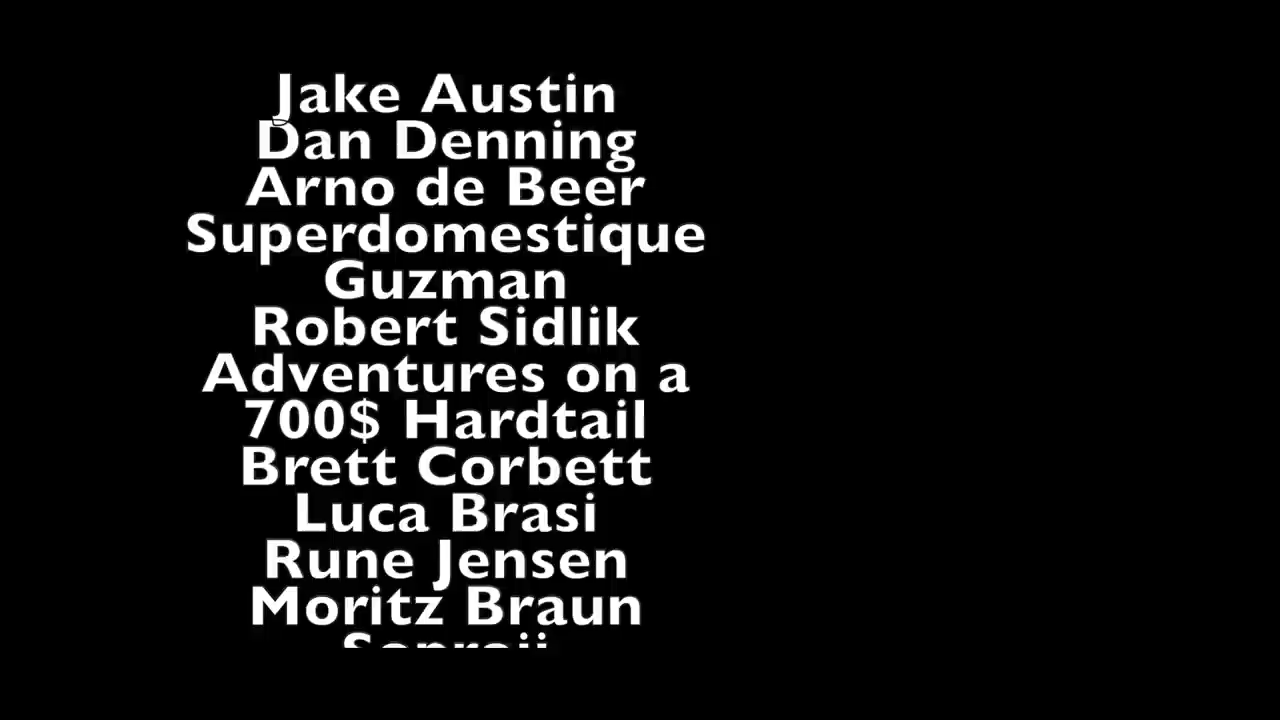 Jake Austin
Dan Denning
Arno de Beer
Superdomestique
Guzman
Robert Sidlik
Adventures on a
700$ Hardtail
Brett Corbett
Luca Brasi
Rune Jensen
Moritz Braun